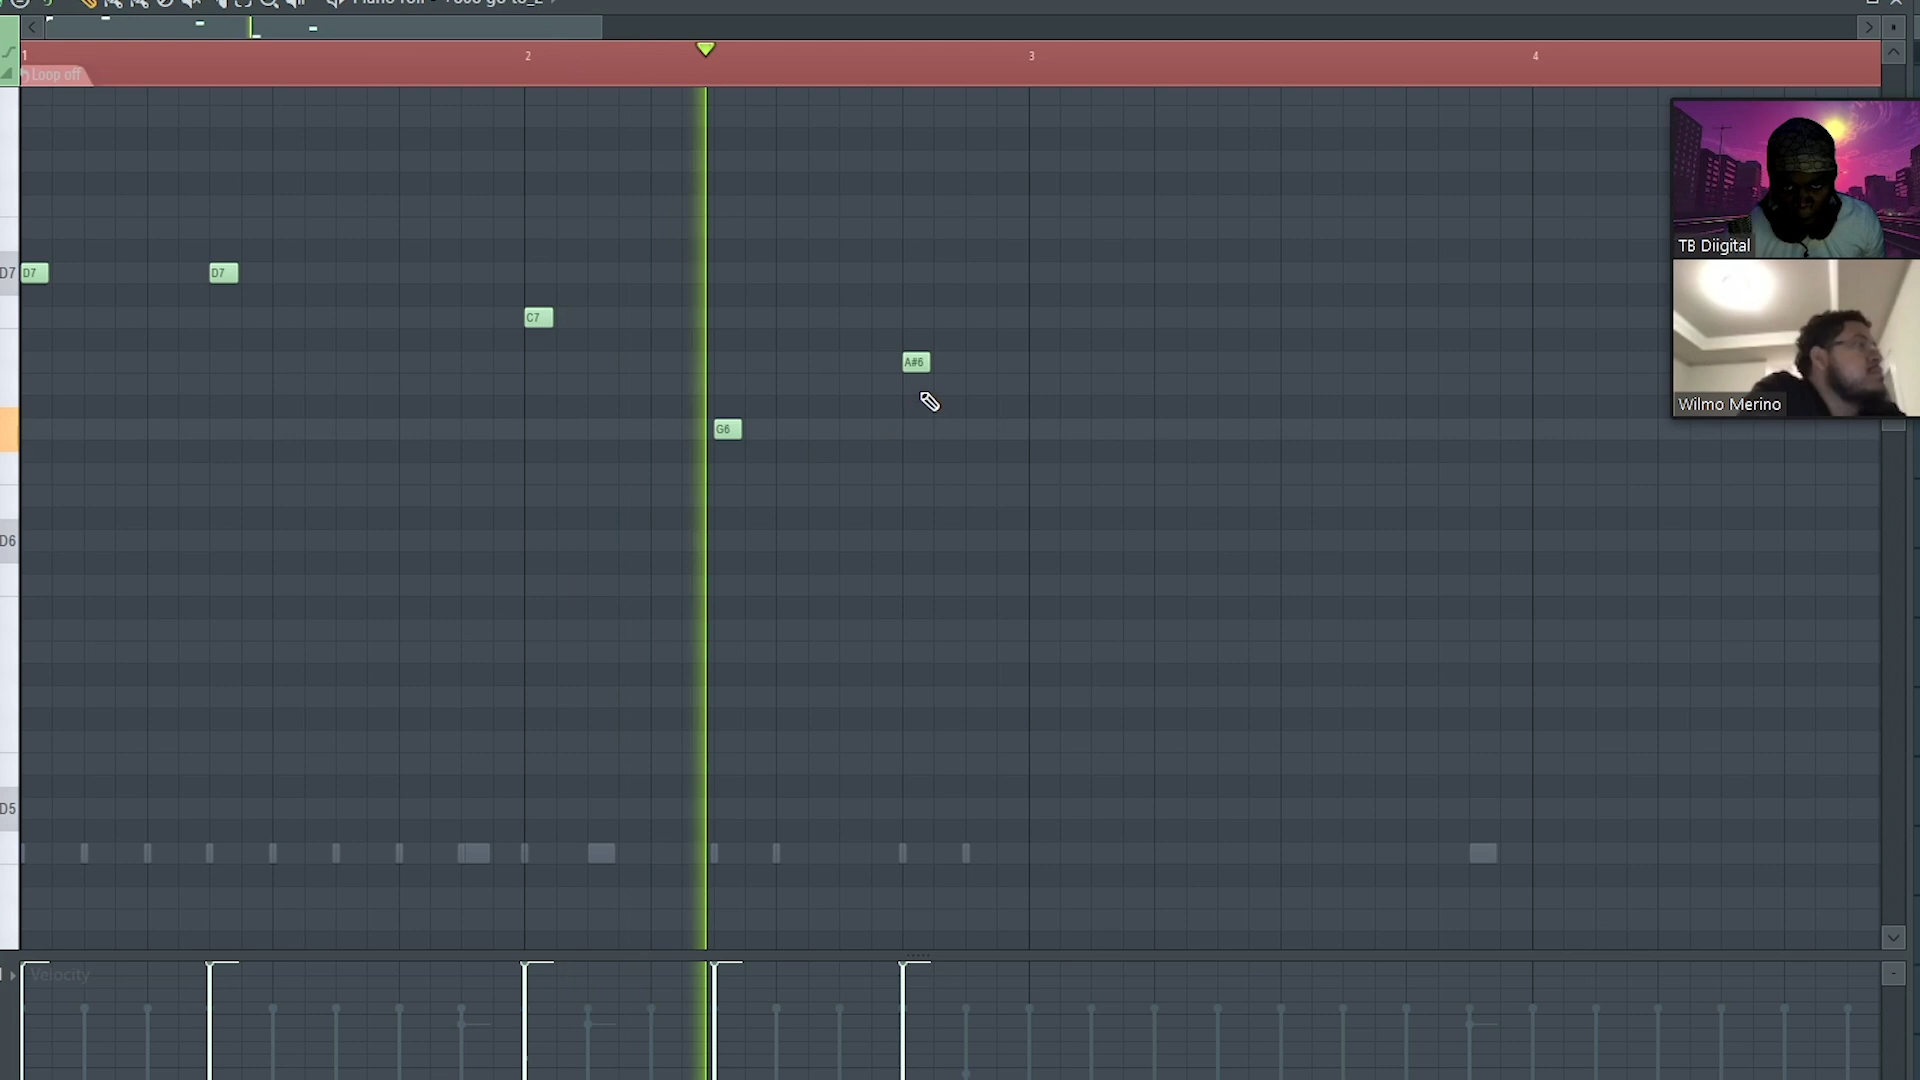 1
2
3
4
Loop off
D7
D7
D7
C7
A#6
G6
D6
D5
TB Diigital
Wilmo Merino
Velocity